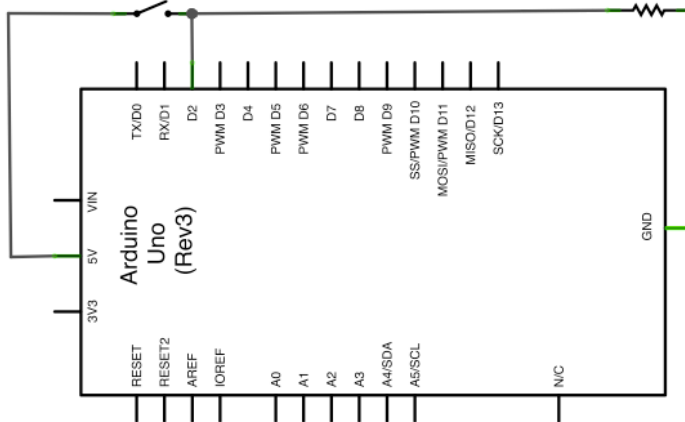 TX/D0
RX/D1
D2
PWM D3
D4
PWM D5
PWM D6
D7
D8
PWM D9
SS/PWM D10
MOSI/PWM D11
MISO/D12
SCK/D13
VIN
5V
3V3
Arduino
Uno
(Rev3)
GND
RESET
RESET2
AREF
IOREF
A0
A1
A2
A3
A4/SDA
A5/SCL
N/C